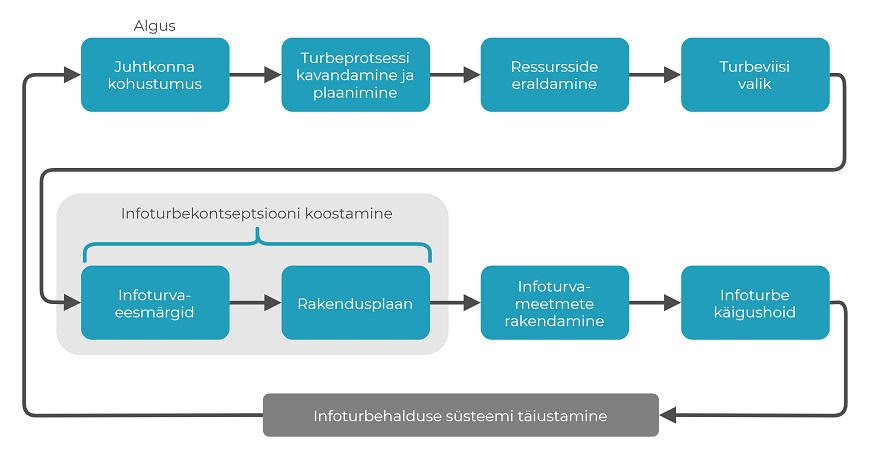 Algus
Juhtkonna
kohustumus
Turbeprotsessi
kavandamine ja
plaanimine
Ressursside
eraldamine
Turbeviisi
valik
Infoturbekontseptsiooni koostamine
Infoturva-
eesmärgid
Rakendusplaan
Infoturva-
meetmete
rakendamine
Infoturbe
käigushoid
Infoturbehalduse süsteemi täiustamine